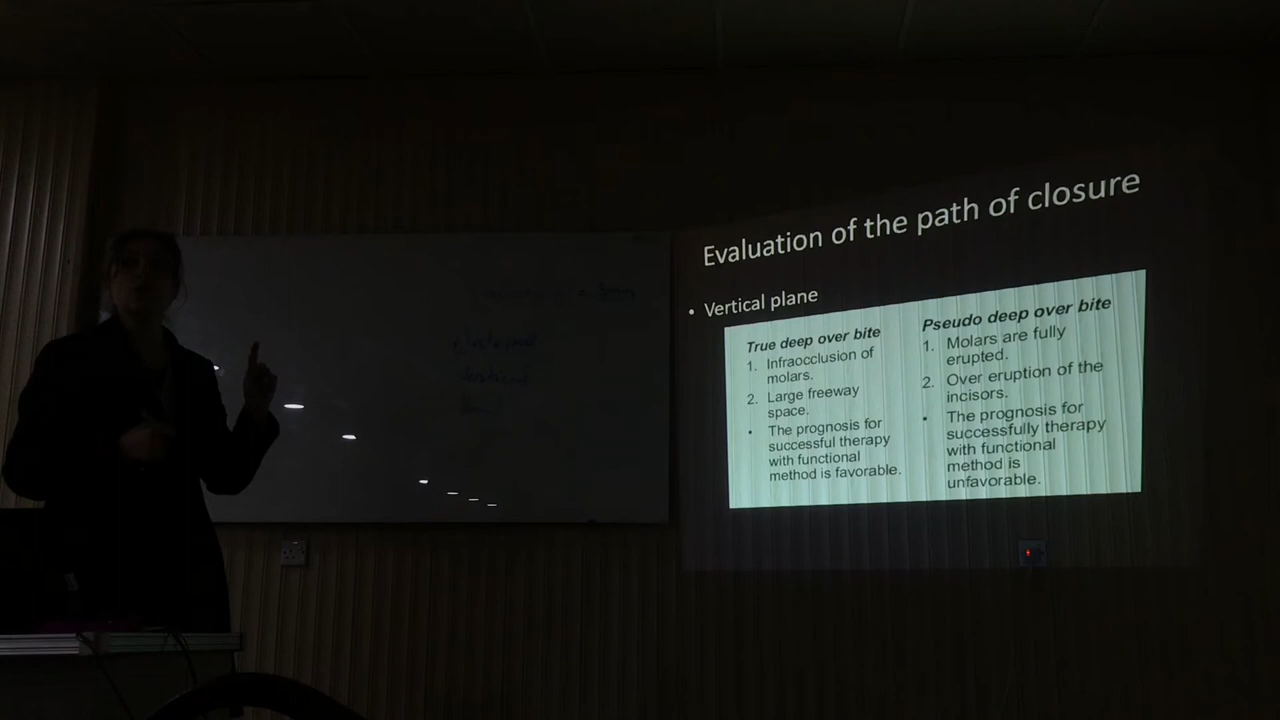 Evaluation of the path of closure
• Vertical plane
True deep over bite
1. Infraocclusion of
molars.
2. Large freeway
space.
• The prognosis for
successful therapy
with functional
method is favorable.
Pseudo deep over bite
1. Molars are fully
erupted.
2. Over eruption of the
incisors.
• The prognosis for
successfully therapy
with functional
method is
unfavorable.